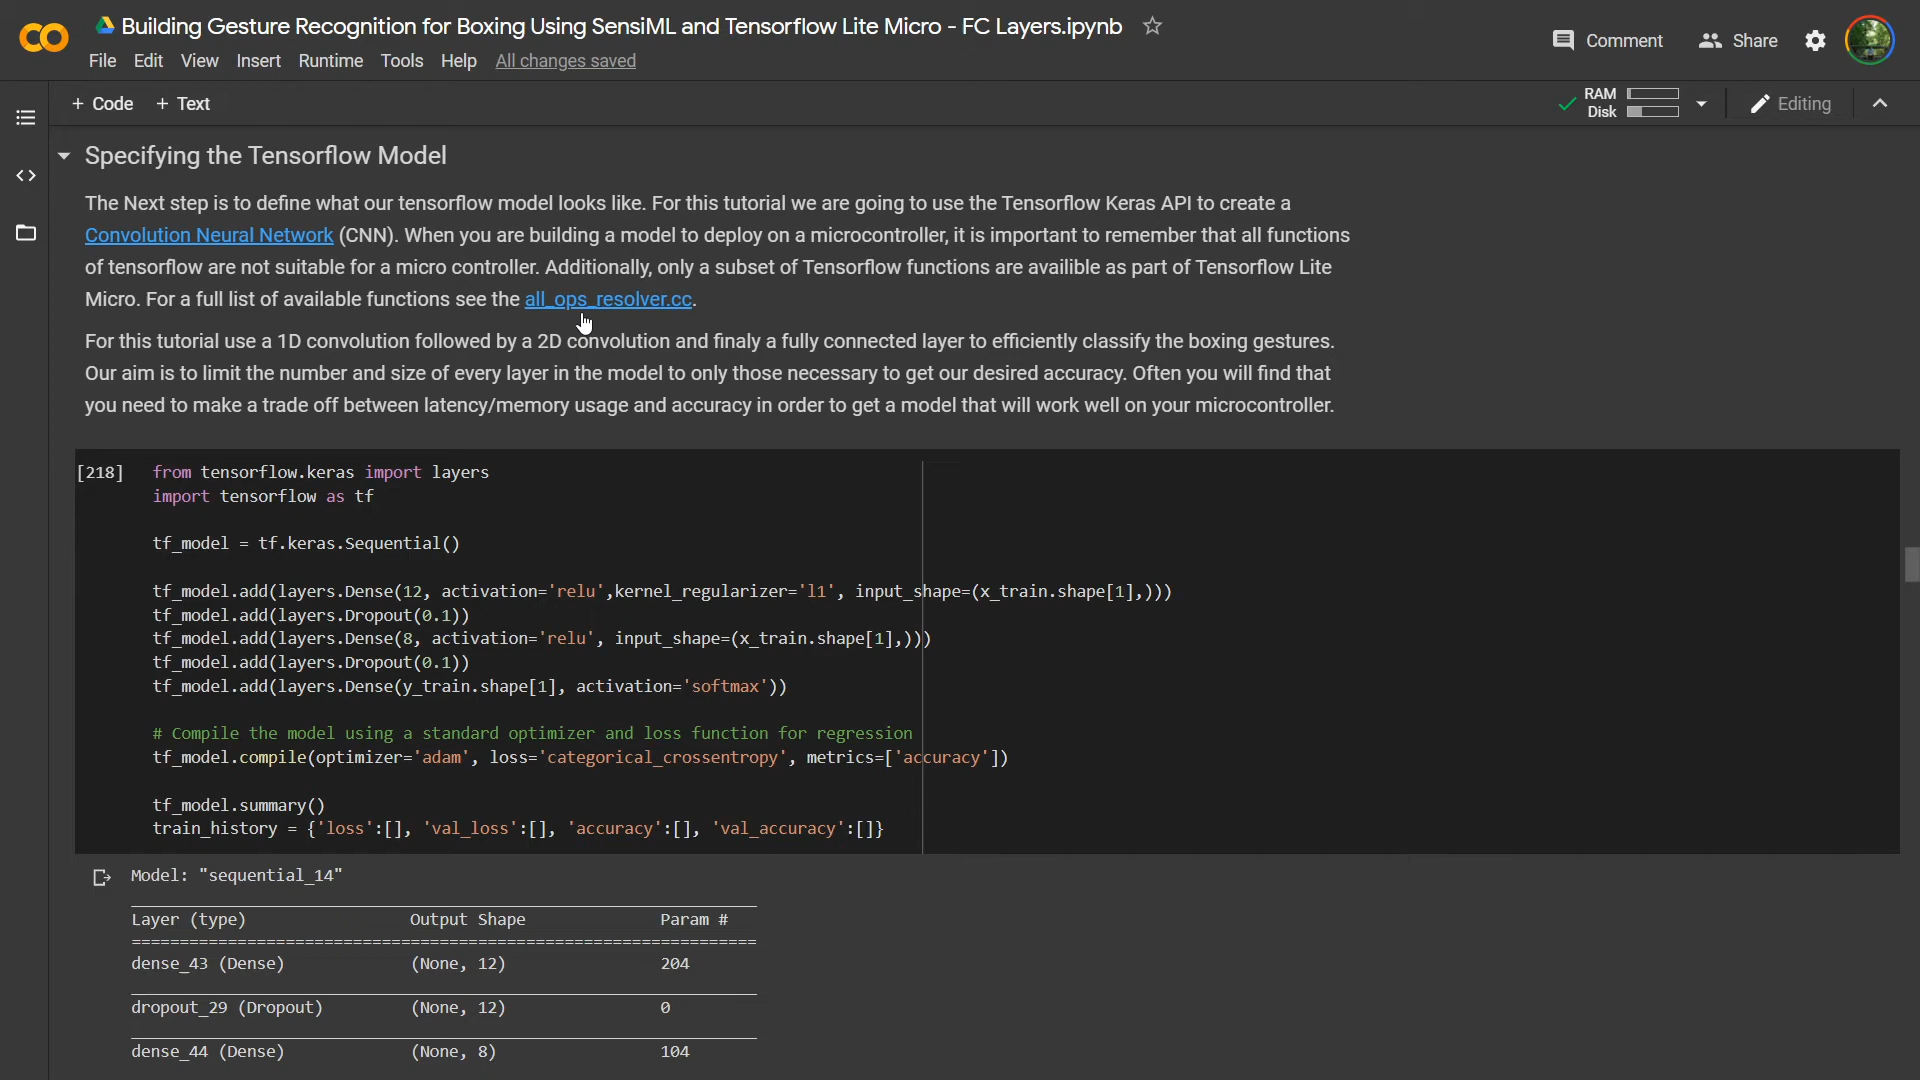 Building Gesture Recognition for Boxing Using SensiML and Tensorflow Lite Micro - FC Layers.ipynb
Comment
Share
File Edit View Insert Runtime Tools Help All changes saved
+ Code + Text
RAM
Disk
Editing
Specifying the Tensorflow Model
The Next step is to define what our tensorflow model looks like. For this tutorial we are going to use the Tensorflow Keras API to create a
Convolution Neural Network (CNN). When you are building a model to deploy on a microcontroller, it is important to remember that all functions
of tensorflow are not suitable for a micro controller. Additionally, only a subset of Tensorflow functions are availible as part of Tensorflow Lite
Micro. For a full list of available functions see the all_ops_resolver.cc.
For this tutorial use a 1D convolution followed by a 2D convolution and finaly a fully connected layer to efficiently classify the boxing gestures.
Our aim is to limit the number and size of every layer in the model to only those necessary to get our desired accuracy. Often you will find that
you need to make a trade off between latency/memory usage and accuracy in order to get a model that will work well on your microcontroller.
[218] from tensorflow.keras import layers
import tensorflow as tf
tf_model = tf.keras.Sequential()
tf_model.add(layers.Dense(12, activation='relu',kernel_regularizer='l1', input_shape=(x_train.shape[1],)))
tf_model.add(layers.Dropout(0.1))
tf_model.add(layers.Dense(8, activation='relu', input_shape=(x_train.shape[1],)))
tf_model.add(layers.Dropout(0.1))
tf_model.add(layers.Dense(y_train.shape[1], activation='softmax'))
# Compile the model using a standard optimizer and loss function for regression
tf_model.compile(optimizer='adam', loss='categorical_crossentropy', metrics=['accuracy'])
tf_model.summary()
train_history = {'loss':[], 'val_loss':[], 'accuracy':[], 'val_accuracy':[]}
Model: "sequential_14"
Layer (type) Output Shape Param #
=================================================================
dense_43 (Dense) (None, 12) 204
dropout_29 (Dropout) (None, 12) 0
dense_44 (Dense) (None, 8) 104